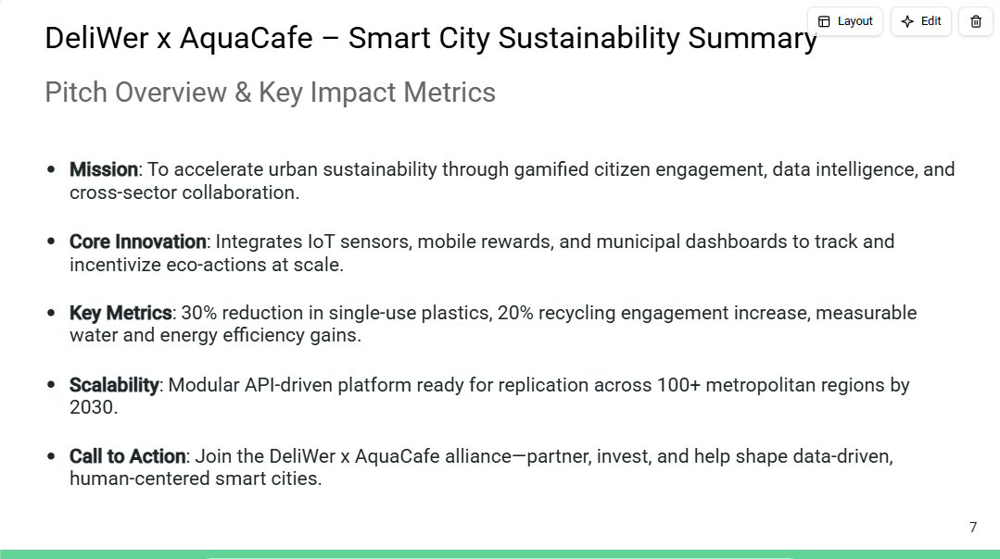 DeliWer x AquaCafe – Smart City Sustainability Summary
Layout
Edit
Pitch Overview & Key Impact Metrics
• Mission: To accelerate urban sustainability through gamified citizen engagement, data intelligence, and
cross-sector collaboration.
• Core Innovation: Integrates IoT sensors, mobile rewards, and municipal dashboards to track and
incentivize eco-actions at scale.
• Key Metrics: 30% reduction in single-use plastics, 20% recycling engagement increase, measurable
water and energy efficiency gains.
• Scalability: Modular API-driven platform ready for replication across 100+ metropolitan regions by
2030.
• Call to Action: Join the DeliWer x AquaCafe alliance—partner, invest, and help shape data-driven,
human-centered smart cities.
7